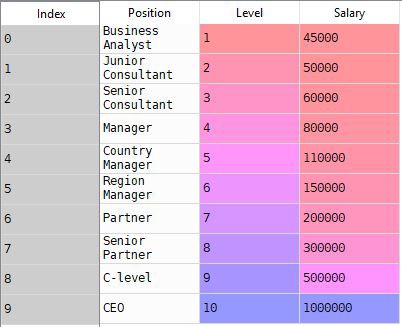 Index Position Level Salary
0 Business Analyst 1 45000
1 Junior Consultant 2 50000
2 Senior Consultant 3 60000
3 Manager 4 80000
4 Country Manager 5 110000
5 Region Manager 6 150000
6 Partner 7 200000
7 Senior Partner 8 300000
8 C-level 9 500000
9 CEO 10 1000000